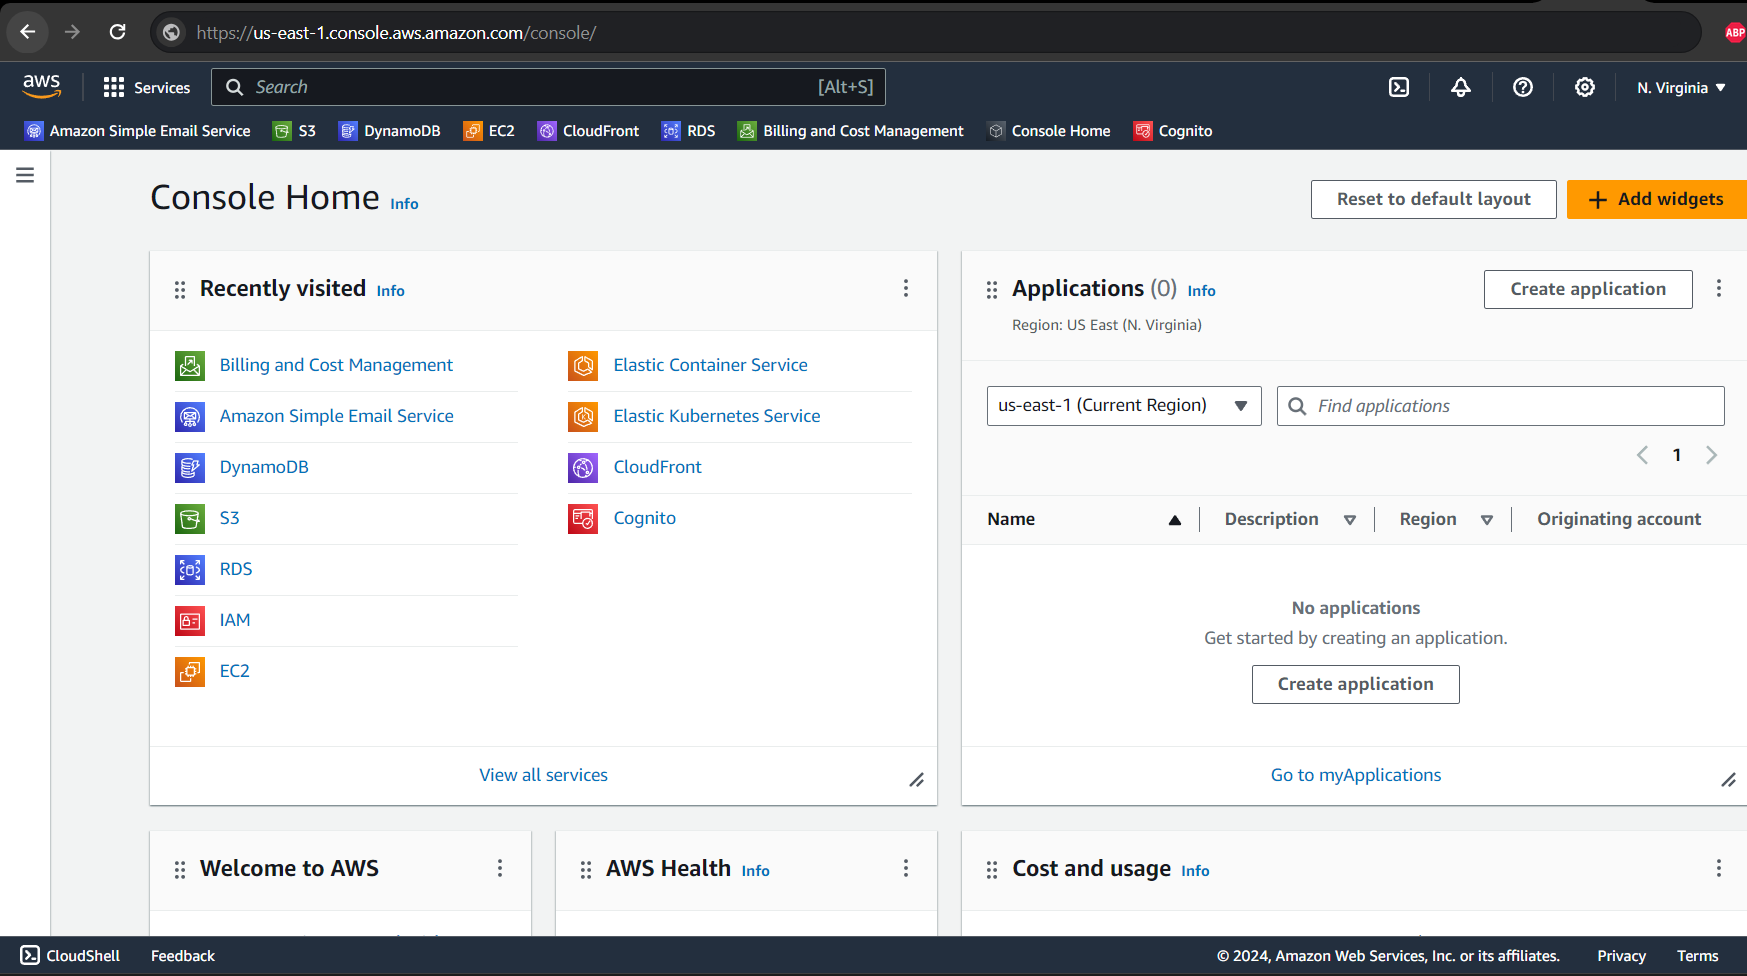 https://us-east-1.console.aws.amazon.com/console/
ABP
aws
Services
Search
[Alt+S]
N. Virginia
Amazon Simple Email Service
S3
DynamoDB
EC2
CloudFront
RDS
Billing and Cost Management
Console Home
Cognito
Console Home Info
Reset to default layout
Add widgets
Recently visited Info
Billing and Cost Management
Amazon Simple Email Service
DynamoDB
S3
RDS
IAM
EC2
Elastic Container Service
Elastic Kubernetes Service
CloudFront
Cognito
View all services
Applications (0) Info
Region: US East (N. Virginia)
Create application
us-east-1 (Current Region)
Find applications
1
Name
Description
Region
Originating account
No applications
Get started by creating an application.
Create application
Go to myApplications
Welcome to AWS
AWS Health Info
Cost and usage Info
CloudShell
Feedback
© 2024, Amazon Web Services, Inc. or its affiliates.
Privacy
Terms